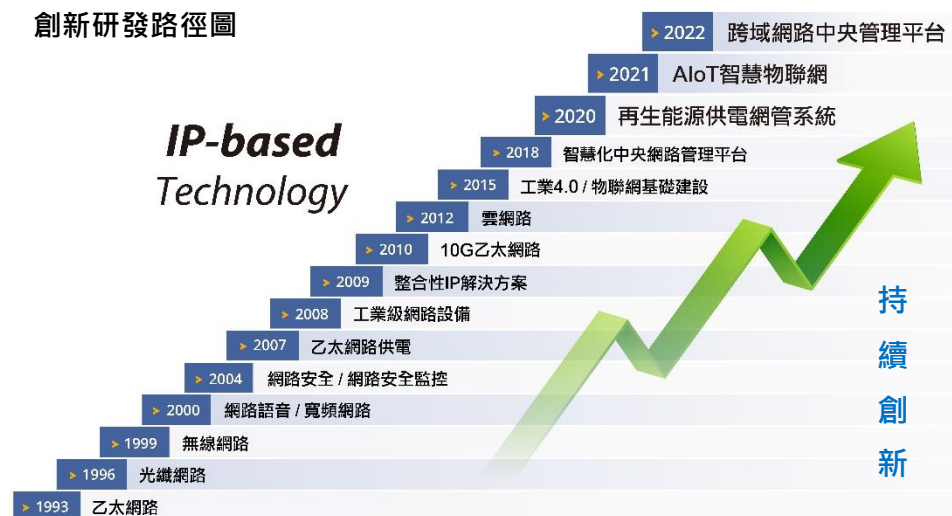 創新研發路徑圖
> 2022 跨域網路中央管理平台
> 2021 AIoT智慧物聯網
> 2020 再生能源供電網管系統
IP-based
Technology
> 2018 智慧化中央網路管理平台
> 2015 工業4.0 / 物聯網基礎建設
> 2012 雲網路
> 2010 10G乙太網路
> 2009 整合性IP解決方案
> 2008 工業級網路設備
> 2007 乙太網路供電
> 2004 網路安全 / 網路安全監控
> 2000 網路語音 / 寬頻網路
> 1999 無線網路
> 1996 光纖網路
> 1993 乙太網路
持
續
創
新